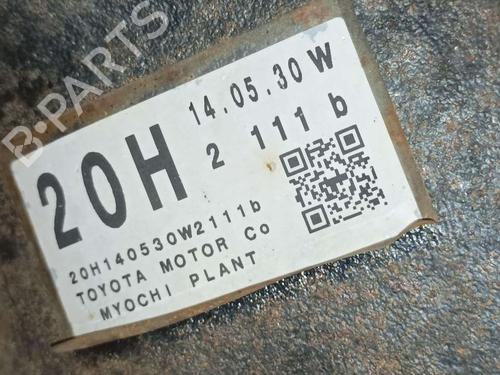 20H
14.05.30 W
2 111 b
20H140530W2111b
TOYOTA MOTOR Co
MYOCHI PLANT
B-PARTS